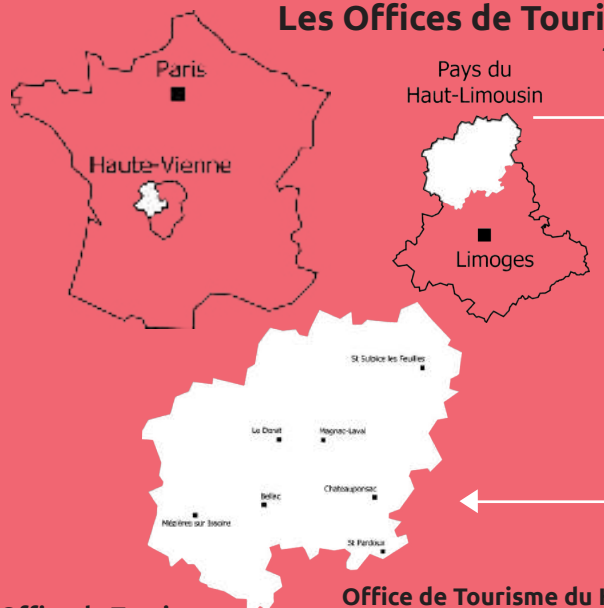 Les Offices de Touri
Paris
Pays du
Haut-Limousin
Haute-Vienne
Limoges
St Sulpice les Feuilles
Le Dorat
Magnac-Laval
Chateauponsac
Bellac
Mézières sur Issoire
St Pardoux
Office de Tourisme du